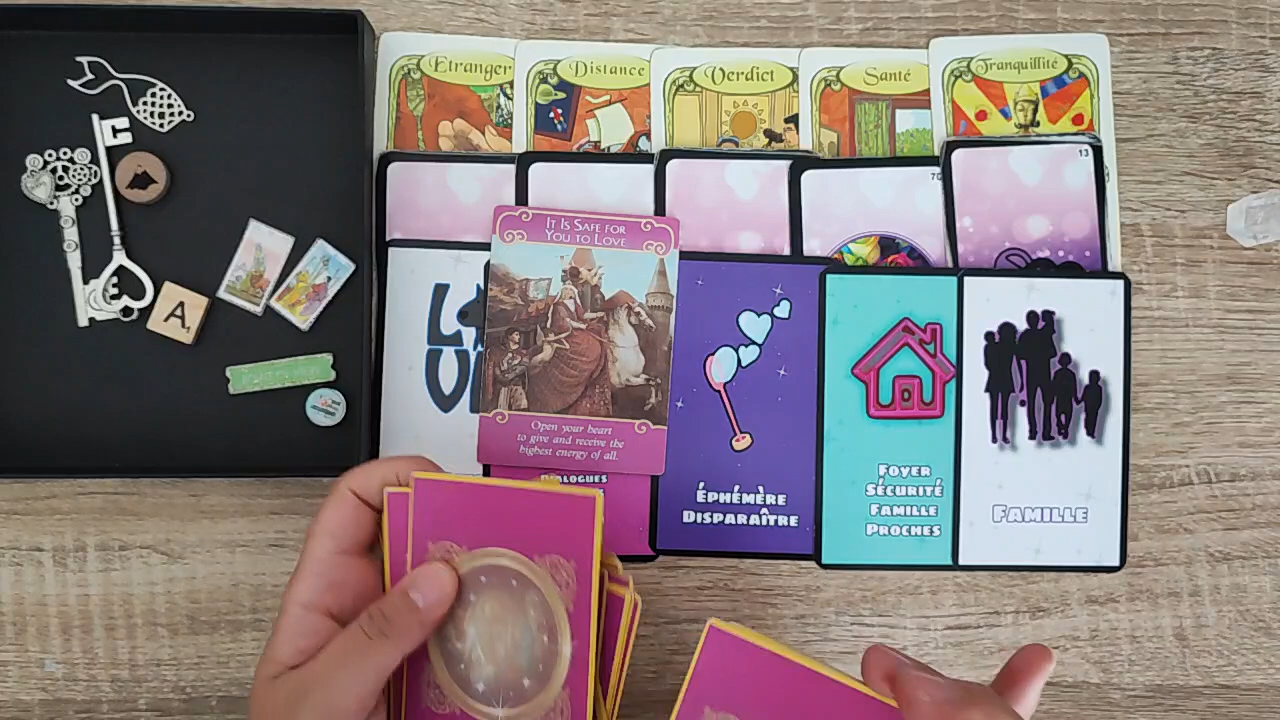 Etranger
Distance
Verdict
Santé
Tranquillité
13
It Is Safe for
You to Love
Open your heart
to give and receive the
highest energy of all.
Dialogues
A
Éphémère
Disparaître
Foyer
Sécurité
Famille
Proches
Famille